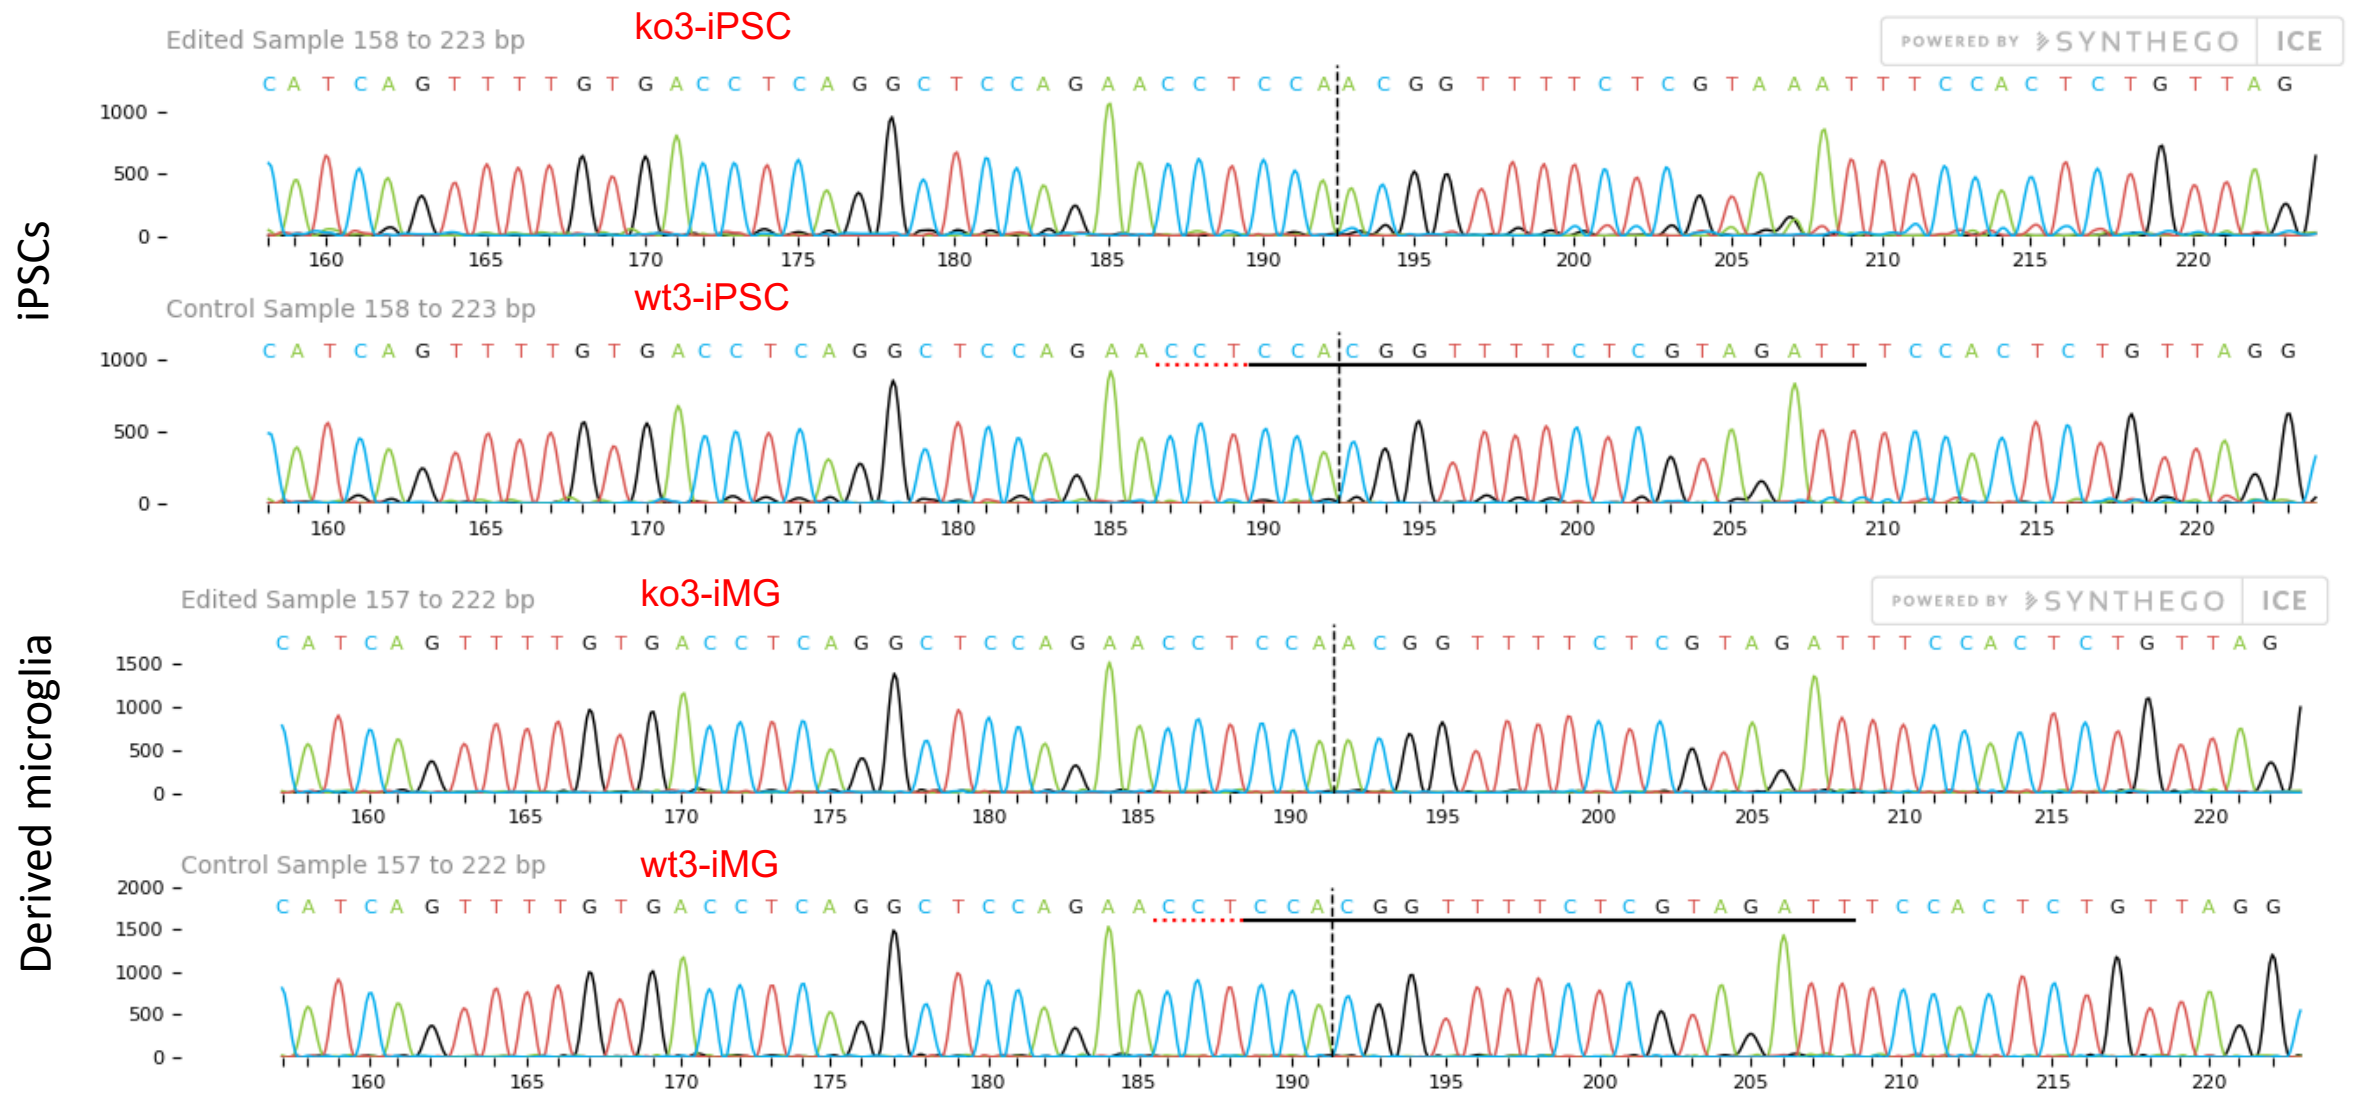 ko3-iPSC
Edited Sample 158 to 223 bp
POWERED BY SYNTHEGO ICE
C A T C A G T T T T G T G A C C T C A G G C T C C A G A A C C T C C A A C G G T T T T C T C G T A A A T T T C C A C T C T G T T A G
1000
500
0
160 165 170 175 180 185 190 195 200 205 210 215 220
iPSCs
wt3-iPSC
Control Sample 158 to 223 bp
C A T C A G T T T T G T G A C C T C A G G C T C C A G A A C C T C C A C G G T T T T C T C G T A G A T T T C C A C T C T G T T A G G
1000
500
0
160 165 170 175 180 185 190 195 200 205 210 215 220
ko3-iMG
Edited Sample 157 to 222 bp
POWERED BY SYNTHEGO ICE
C A T C A G T T T T G T G A C C T C A G G C T C C A G A A C C T C C A A C G G T T T T C T C G T A G A T T T C C A C T C T G T T A G
1500
1000
500
0
160 165 170 175 180 185 190 195 200 205 210 215 220
Derived microglia
wt3-iMG
Control Sample 157 to 222 bp
C A T C A G T T T T G T G A C C T C A G G C T C C A G A A C C T C C A C G G T T T T C T C G T A G A T T T C C A C T C T G T T A G G
2000
1500
1000
500
0
160 165 170 175 180 185 190 195 200 205 210 215 220